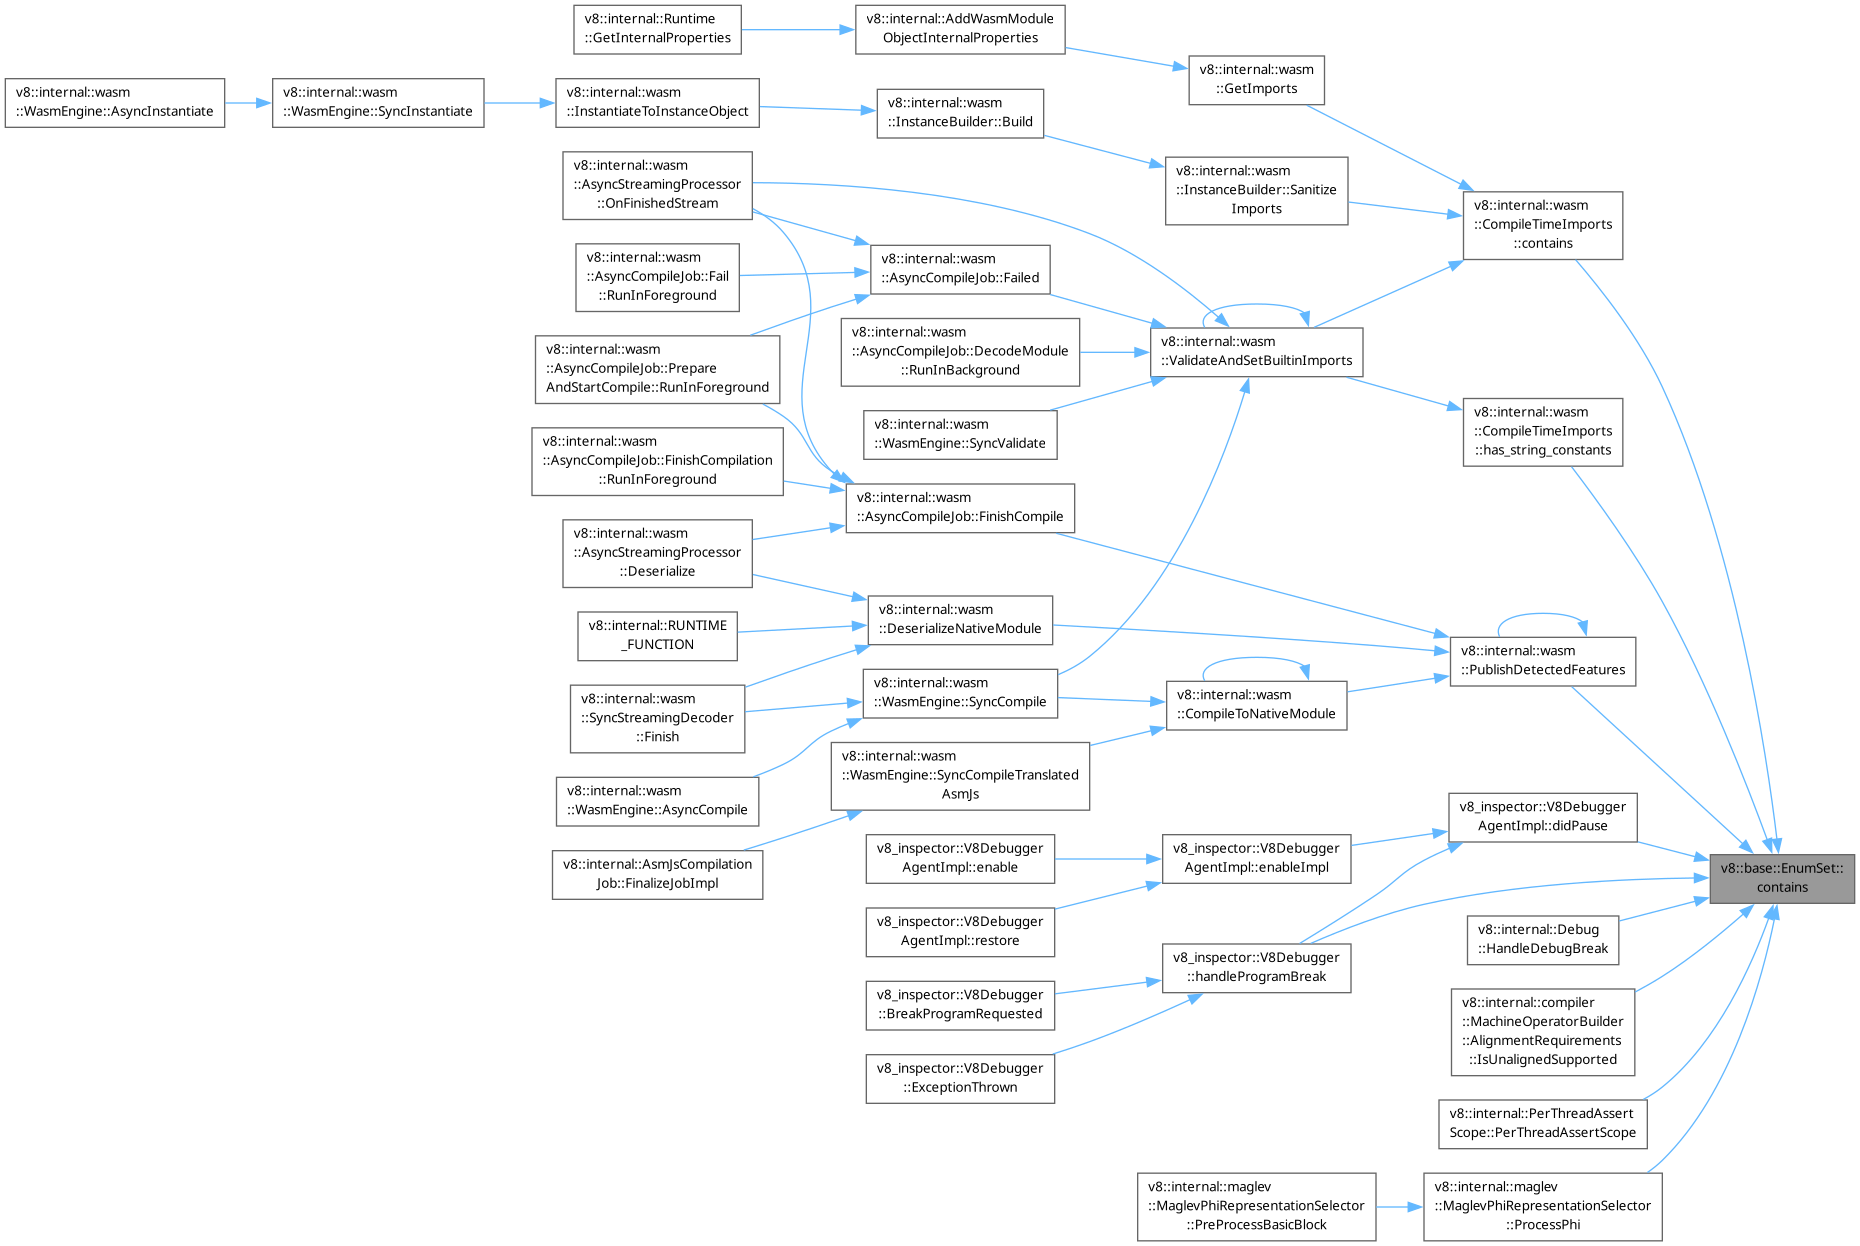 v8::internal::Runtime
::GetInternalProperties
v8::internal::AddWasmModule
ObjectInternalProperties
v8::internal::wasm
::GetImports
v8::internal::wasm
::WasmEngine::AsyncInstantiate
v8::internal::wasm
::WasmEngine::SyncInstantiate
v8::internal::wasm
::InstantiateToInstanceObject
v8::internal::wasm
::InstanceBuilder::Build
v8::internal::wasm
::AsyncStreamingProcessor
::OnFinishedStream
v8::internal::wasm
::InstanceBuilder::Sanitize
Imports
v8::internal::wasm
::CompileTimeImports
::contains
v8::internal::wasm
::AsyncCompileJob::Fail
::RunInForeground
v8::internal::wasm
::AsyncCompileJob::Failed
v8::internal::wasm
::AsyncCompileJob::Prepare
AndStartCompile::RunInForeground
v8::internal::wasm
::AsyncCompileJob::DecodeModule
::RunInBackground
v8::internal::wasm
::ValidateAndSetBuiltinImports
v8::internal::wasm
::WasmEngine::SyncValidate
v8::internal::wasm
::CompileTimeImports
::has_string_constants
v8::internal::wasm
::AsyncCompileJob::FinishCompilation
::RunInForeground
v8::internal::wasm
::AsyncCompileJob::FinishCompile
v8::internal::wasm
::AsyncStreamingProcessor
::Deserialize
v8::internal::RUNTIME
_FUNCTION
v8::internal::wasm
::DeserializeNativeModule
v8::internal::wasm
::PublishDetectedFeatures
v8::internal::wasm
::SyncStreamingDecoder
::Finish
v8::internal::wasm
::WasmEngine::SyncCompile
v8::internal::wasm
::CompileToNativeModule
v8::internal::wasm
::WasmEngine::AsyncCompile
v8::internal::wasm
::WasmEngine::SyncCompileTranslated
AsmJs
v8::internal::AsmJsCompilation
Job::FinalizeJobImpl
v8_inspector::V8Debugger
AgentImpl::didPause
v8_inspector::V8Debugger
AgentImpl::enable
v8_inspector::V8Debugger
AgentImpl::enableImpl
v8::base::EnumSet::
contains
v8_inspector::V8Debugger
AgentImpl::restore
v8::internal::Debug
::HandleDebugBreak
v8_inspector::V8Debugger
::handleProgramBreak
v8_inspector::V8Debugger
::BreakProgramRequested
v8::internal::compiler
::MachineOperatorBuilder
::AlignmentRequirements
::IsUnalignedSupported
v8_inspector::V8Debugger
::ExceptionThrown
v8::internal::PerThreadAssert
Scope::PerThreadAssertScope
v8::internal::maglev
::MaglevPhiRepresentationSelector
::PreProcessBasicBlock
v8::internal::maglev
::MaglevPhiRepresentationSelector
::ProcessPhi